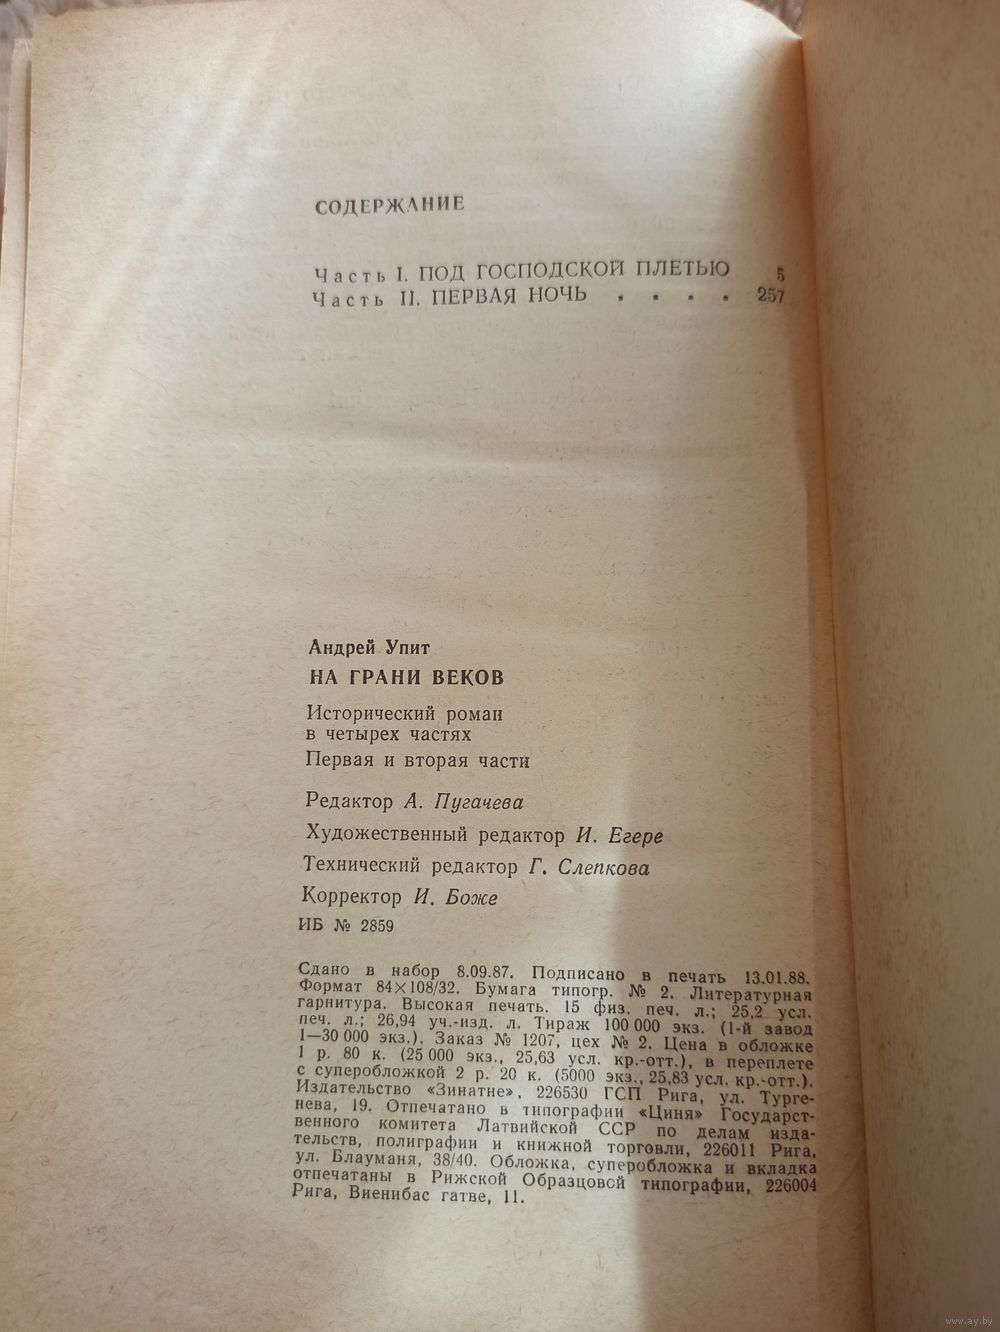 СОДЕРЖАНИЕ
Часть I. ПОД ГОСПОДСКОЙ ПЛЕТЬЮ 5
Часть II. ПЕРВАЯ НОЧЬ . . . . 257
Андрей Упит
НА ГРАНИ ВЕКОВ
Исторический роман
в четырех частях
Первая и вторая части
Редактор А. Пугачева
Художественный редактор И. Егере
Технический редактор Г. Слепкова
Корректор И. Боже
ИБ № 2859
Сдано в набор 8.09.87. Подписано в печать 13.01.88.
Формат 84×108/32. Бумага типогр. № 2. Литературная
гарнитура. Высокая печать. 15 физ. печ. л.; 25,2 усл.
печ. л.; 26,94 уч.-изд. л. Тираж 100 000 экз. (1-й завод
1—30 000 экз.). Заказ № 1207, цех № 2. Цена в обложке
1 р. 80 к. (25 000 экз., 25,63 усл. кр.-отт.), в переплете
с суперобложкой 2 р. 20 к. (5000 экз., 25,83 усл. кр.-отт.).
Издательство «Зинатне», 226530 ГСП Рига, ул. Турге-
нева, 19. Отпечатано в типографии «Циня» Государст-
венного комитета Латвийской ССР по делам изда-
тельств, полиграфии и книжной торговли, 226011 Рига,
ул. Блауманя, 38/40. Обложка, суперобложка и вкладка
отпечатаны в Рижской Образцовой типографии, 226004
Рига, Виенибас гатве, 11.
www.ay.by